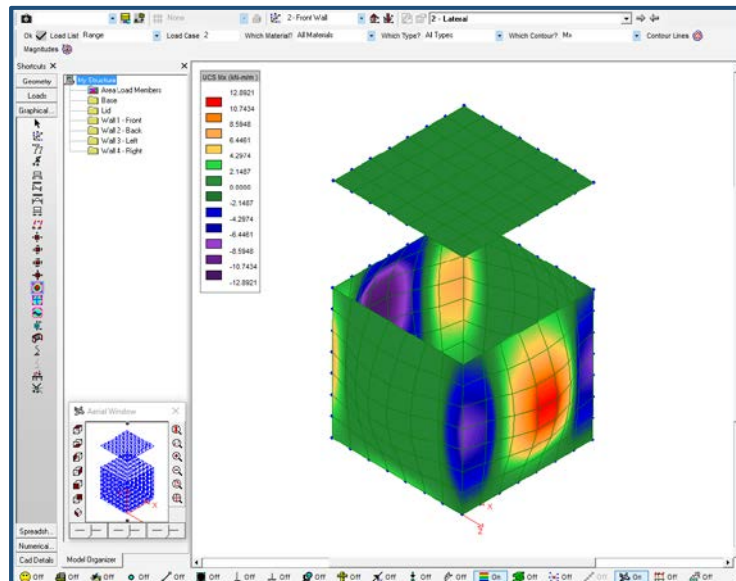 None
2- Front Wall
2 - Lateral
Ok Load List Range Load Case 2 Which Material? All Materials Which Type? All Types Which Contour? Mx Contour Lines
Magnitudes
Shortcuts
Geometry
Loads
Graphical...
My Structure
Area Load Members
Base
Lid
Wall 1 - Front
Wall 2 - Back
Wall 3 - Left
Wall 4 - Right
UCS Mx (kN-m/m )
12.8921
10.7434
8.5948
6.4461
4.2974
2.1487
0.0000
-2.1487
-4.2974
-6.4461
-8.5948
-10.7434
-12.8921
Aerial Window
X
X
Z
Spreadsh...
Numerical...
Cad Details
Model Organizer
Off Off Off Off Off Off Off Off Off Off Off Off Off On Off Off Off On Off Off